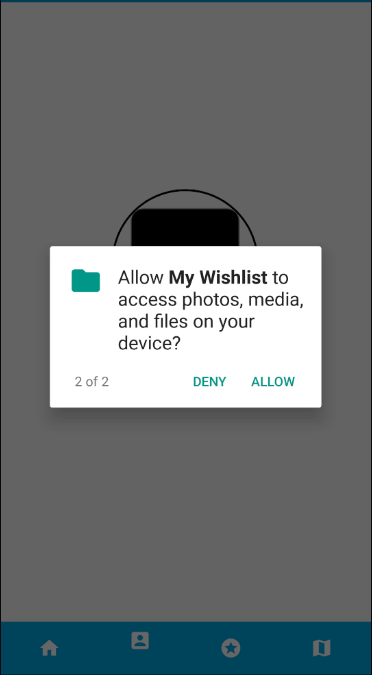 Allow My Wishlist to
access photos, media,
and files on your
device?
2 of 2
DENY
ALLOW